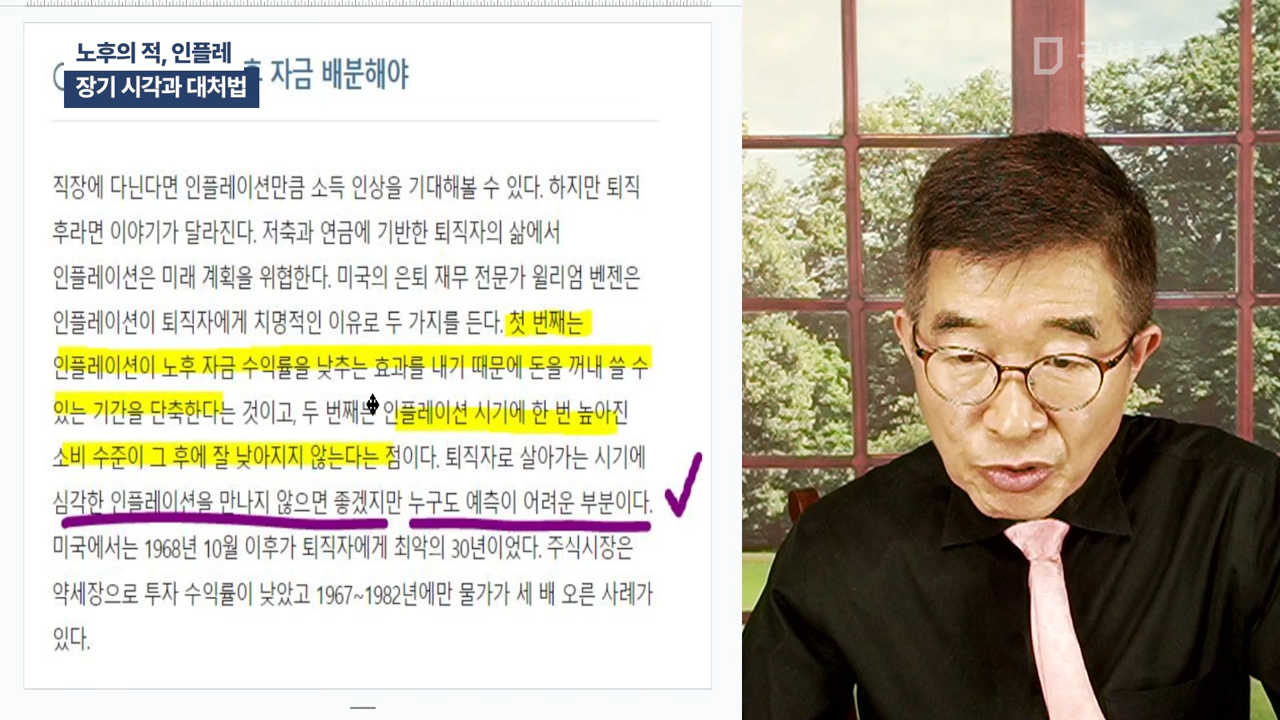 노후의 적, 인플레
장기 시각과 대처법
자금 배분해야
직장에 다닌다면 인플레이션만큼 소득 인상을 기대해볼 수 있다. 하지만 퇴직
후라면 이야기가 달라진다. 저축과 연금에 기반한 퇴직자의 삶에서
인플레이션은 미래 계획을 위협한다. 미국의 은퇴 재무 전문가 윌리엄 벤젠은
인플레이션이 퇴직자에게 치명적인 이유로 두 가지를 든다. 첫 번째는
인플레이션이 노후 자금 수익률을 낮추는 효과를 내기 때문에 돈을 꺼내 쓸 수
있는 기간을 단축한다는 것이고, 두 번째는 인플레이션 시기에 한 번 높아진
소비 수준이 그 후에 잘 낮아지지 않는다는 점이다. 퇴직자로 살아가는 시기에
심각한 인플레이션을 만나지 않으면 좋겠지만 누구도 예측이 어려운 부분이다.
미국에서는 1968년 10월 이후가 퇴직자에게 최악의 30년이었다. 주식시장은
약세장으로 투자 수익률이 낮았고 1967~1982년에만 물가가 세 배 오른 사례가
있다.